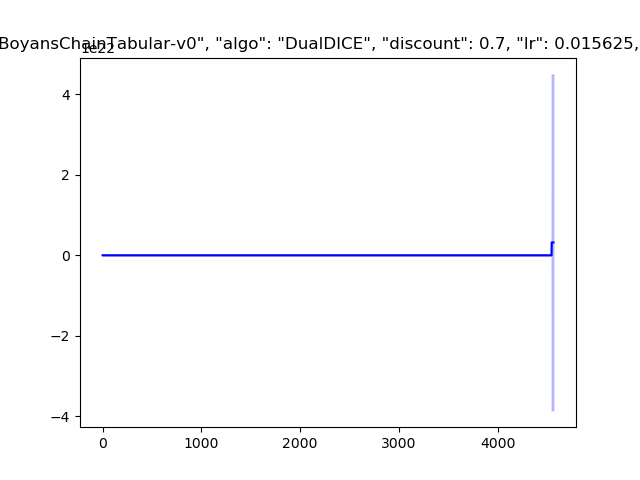 BoyansChainTabular-v0", "algo": "DualDICE", "discount": 0.7, "lr": 0.015625,
1e22
4
2
0
−2
−4
0 1000 2000 3000 4000